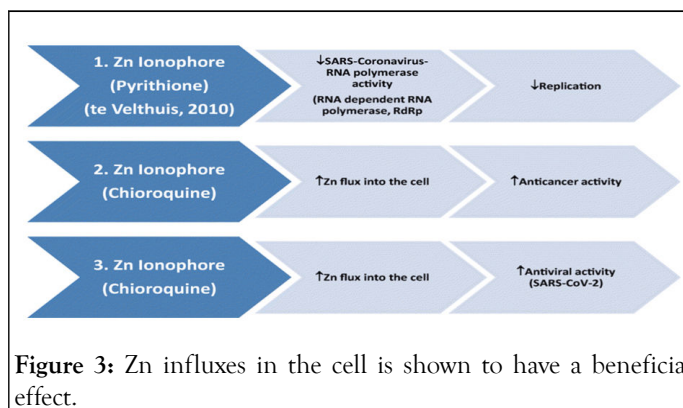 1. Zn Ionophore
(Pyrithione)
(te Velthuis, 2010)
↓SARS-Coronavirus-
RNA polymerase
activity
(RNA dependent RNA
polymerase, RdRp
↓Replication
2. Zn Ionophore
(Chioroquine)
↑Zn flux into the cell
↑Anticancer activity
3. Zn Ionophore
(Chioroquine)
↑Zn flux into the cell
↑Antiviral activity
(SARS-CoV-2)
Figure 3: Zn influxes in the cell is shown to have a beneficia
effect.